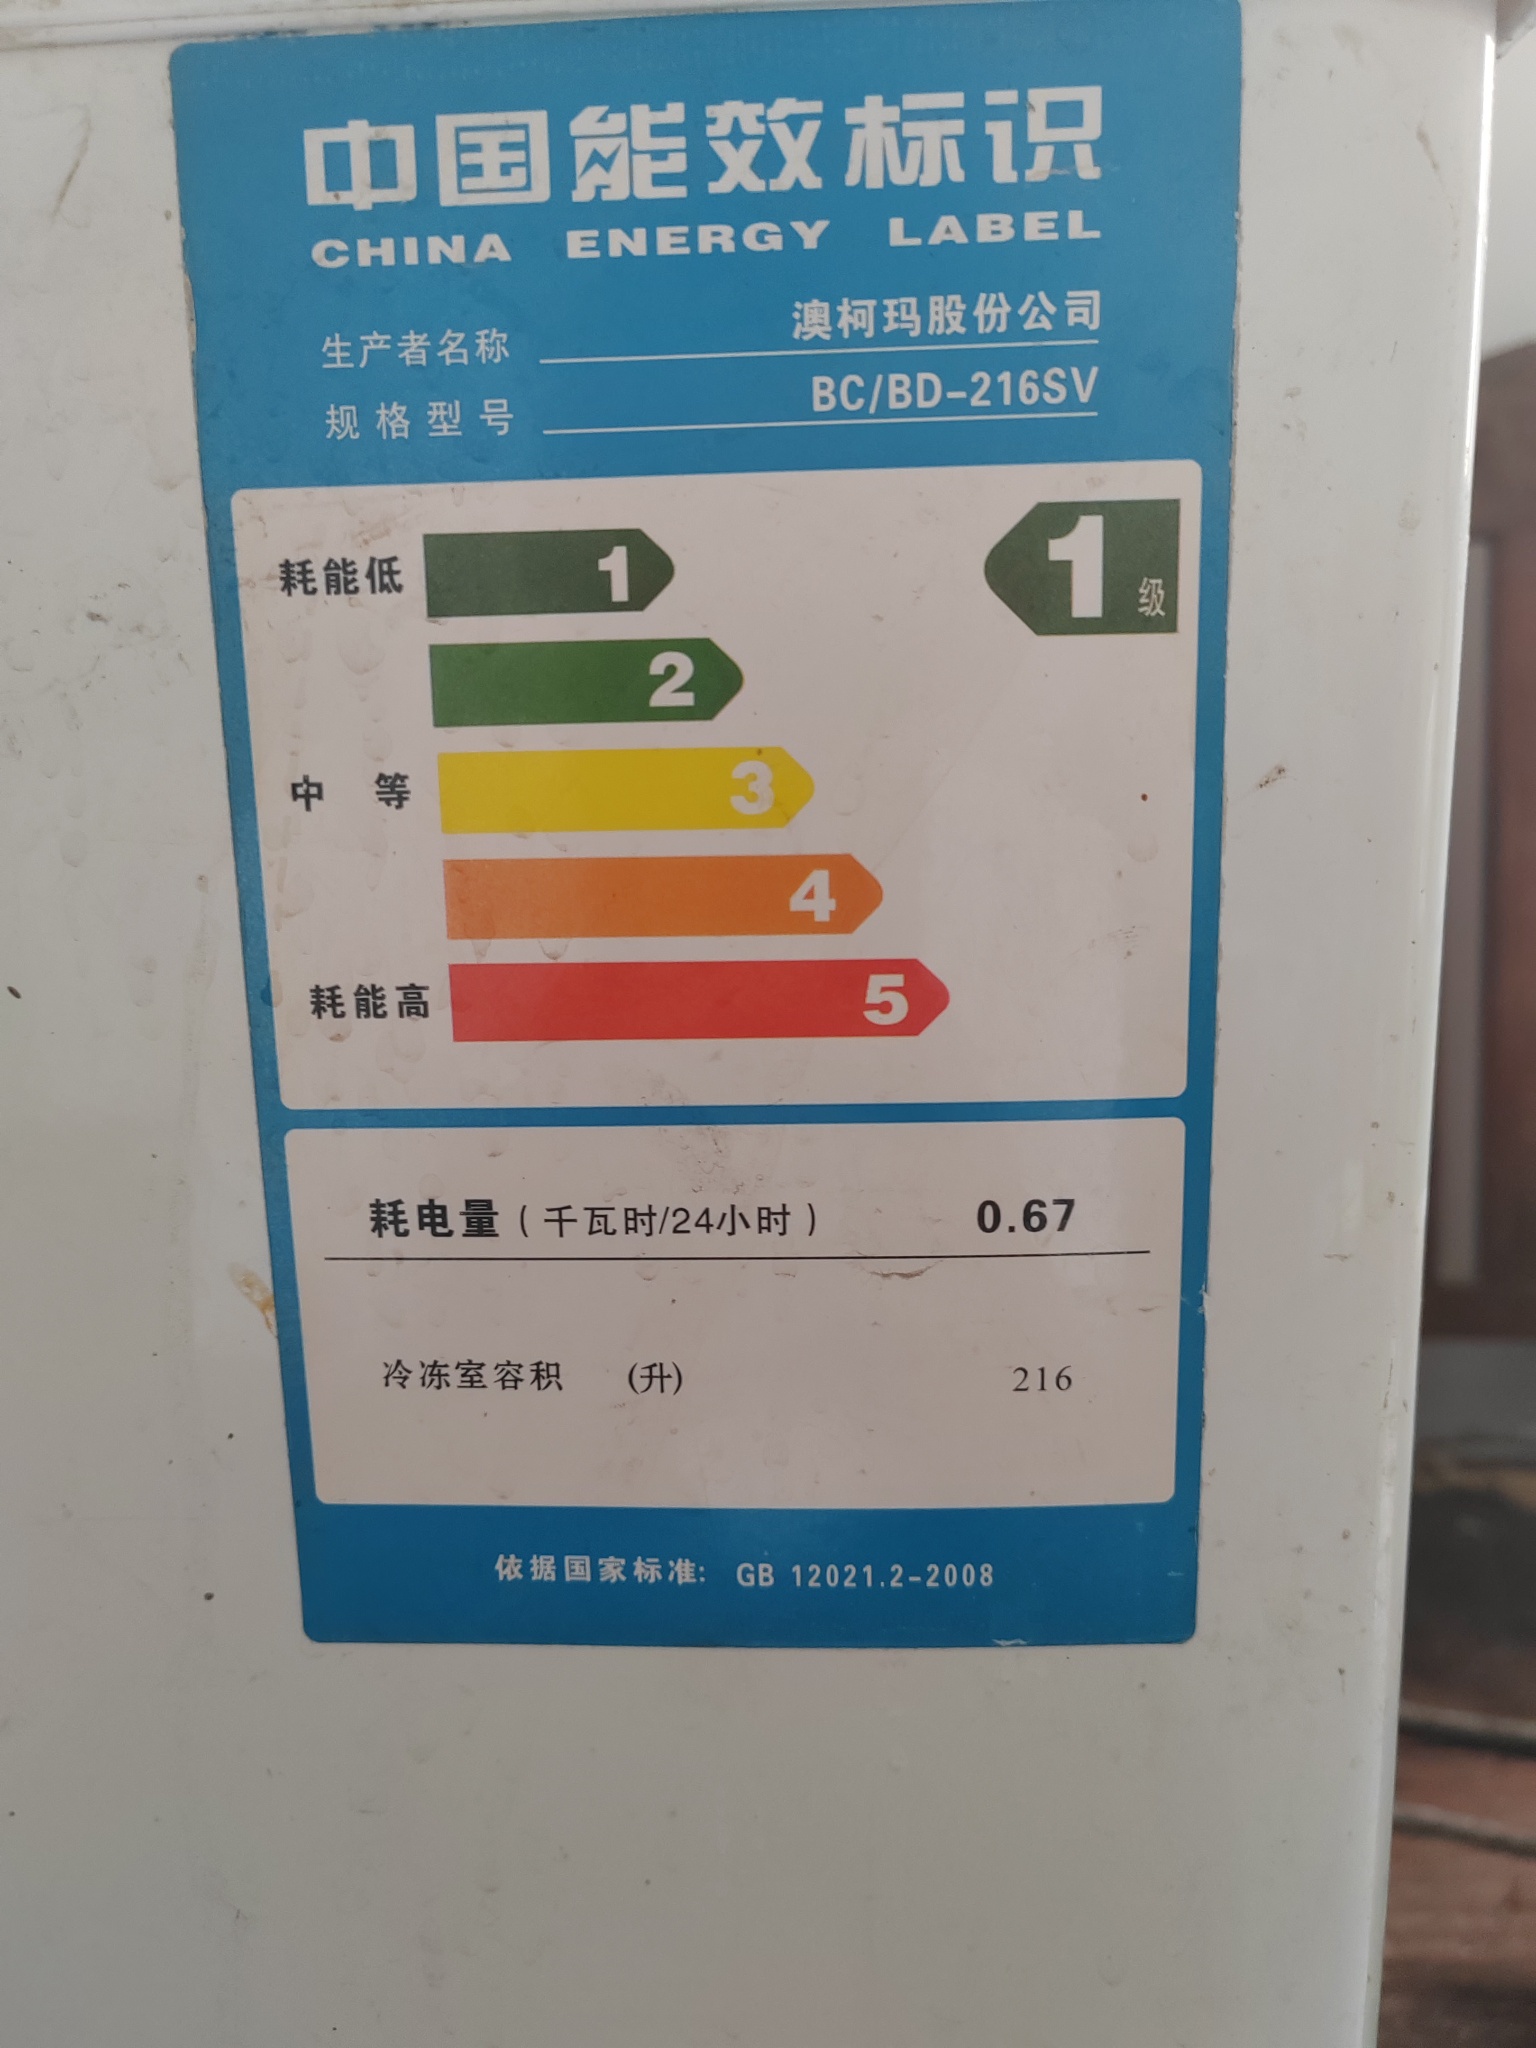 中国能效标识
CHINA ENERGY LABEL
生产者名称 澳柯玛股份公司
规格型号 BC/BD-216SV
耗能低 1 1级
2
中 等 3
4
耗能高 5
耗电量（千瓦时/24小时） 0.67
冷冻室容积 (升) 216
依据国家标准: GB 12021.2-2008